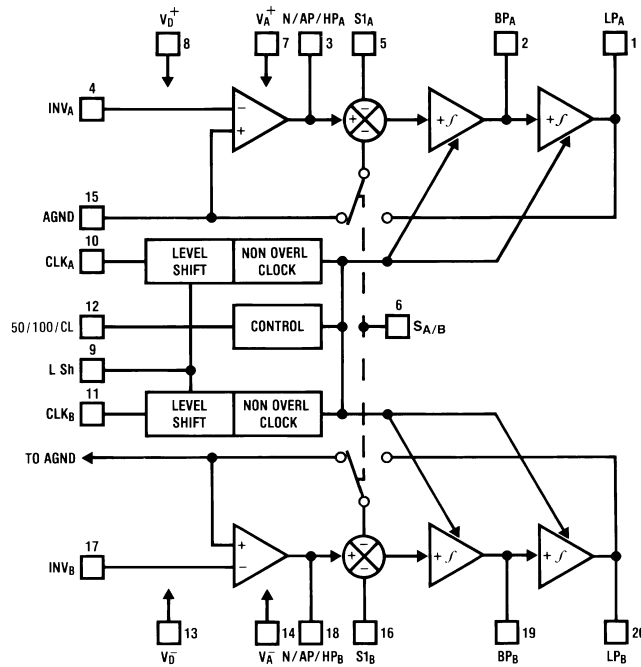 V_D^+ V_A^+ N/AP/HP_A S1_A BP_A LP_A
8 7 3 5 2 1
4
INV_A
−
+
+ − −
+∫ +∫
15
AGND
10
CLK_A LEVEL SHIFT NON OVERL CLOCK
12
50/100/CL CONTROL
6
S_A/B
9
L Sh
11
CLK_B LEVEL SHIFT NON OVERL CLOCK
TO AGND
17
INV_B
+
−
+ − −
+∫ +∫
13 14 18 16 19 20
V_D^− V_A^− N/AP/HP_B S1_B BP_B LP_B